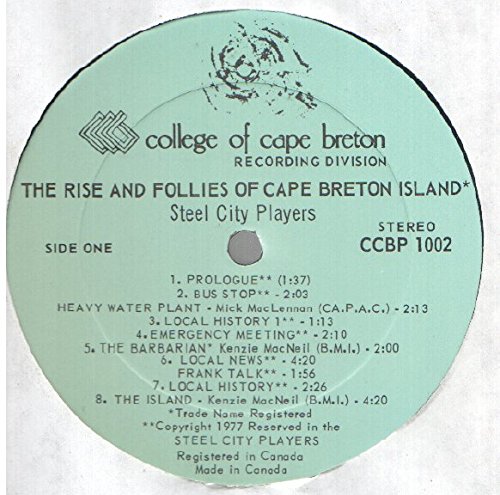 college of cape breton
RECORDING DIVISION
THE RISE AND FOLLIES OF CAPE BRETON ISLAND*
Steel City Players
STEREO
SIDE ONE
CCBP 1002
1. PROLOGUE** (1:37)
2. BUS STOP** - 2:03
HEAVY WATER PLANT - Mick MacLennan (CA.P.A.C.) - 2:13
3. LOCAL HISTORY 1** - 1:13
4. EMERGENCY MEETING** - 2:10
5. THE BARBARIAN* Kenzie MacNeil (B.M.I.) - 2:00
6. LOCAL NEWS** - 4:20
FRANK TALK** - 1:56
7. LOCAL HISTORY** - 2:26
8. THE ISLAND - Kenzie MacNeil (B.M.I.) - 4:20
*Trade Name Registered
**Copyright 1977 Reserved in the
STEEL CITY PLAYERS
Registered in Canada
Made in Canada